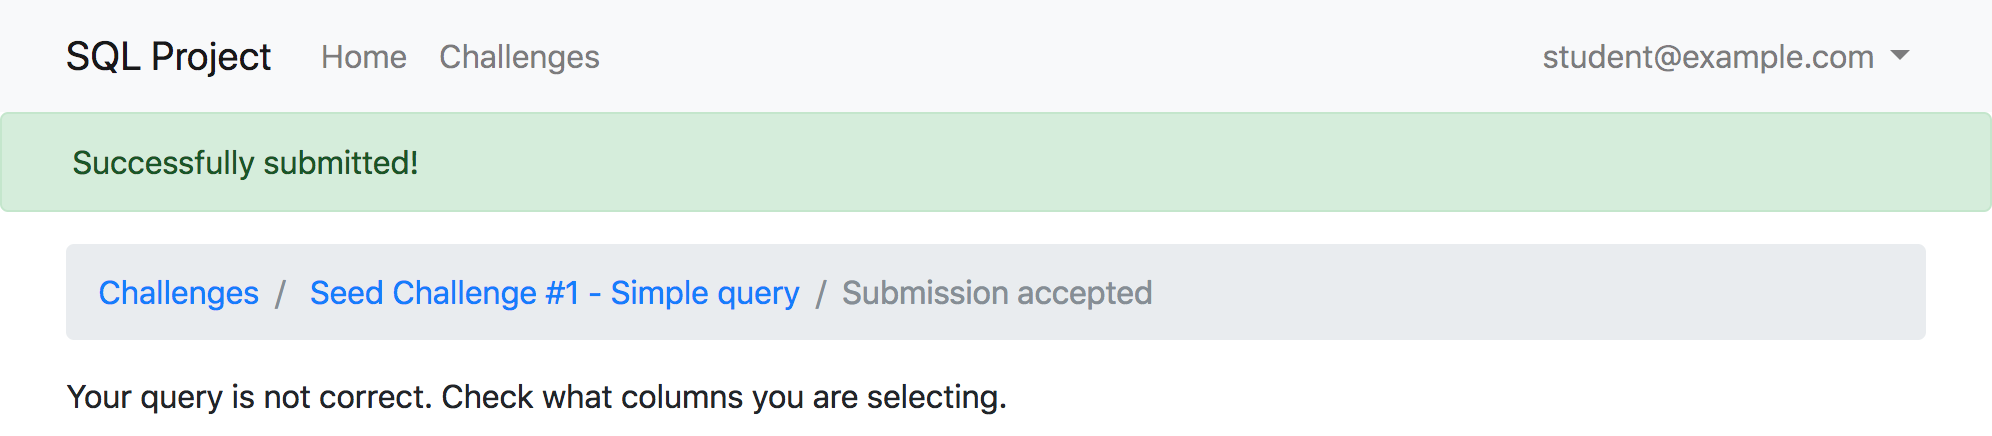 SQL Project Home Challenges student@example.com
Successfully submitted!
Challenges / Seed Challenge #1 - Simple query / Submission accepted
Your query is not correct. Check what columns you are selecting.